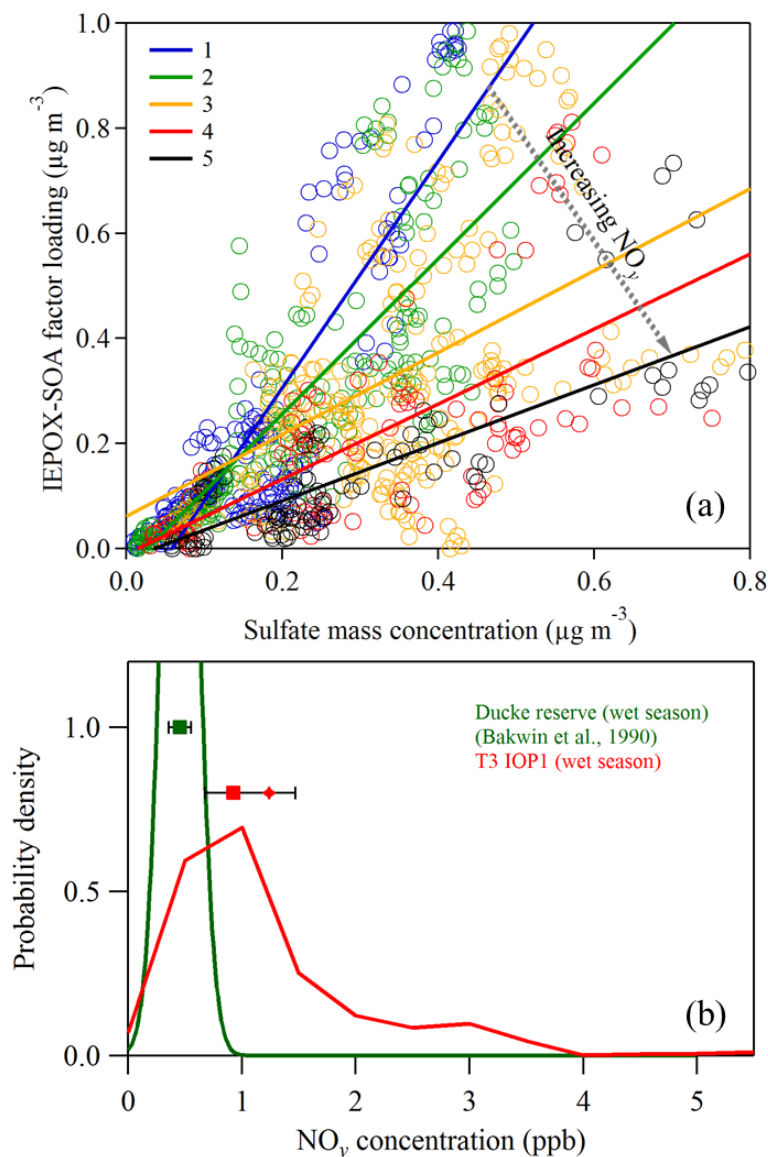 1.0
0.8
0.6
0.4
0.2
0.0
IEPOX-SOA factor loading (µg m⁻³)
1
2
3
4
5
Increasing NOy
(a)
0.0
0.2
0.4
0.6
0.8
Sulfate mass concentration (µg m⁻³)
1.0
0.5
0.0
Probability density
Ducke reserve (wet season)
(Bakwin et al., 1990)
T3 IOP1 (wet season)
(b)
0
1
2
3
4
5
NOy concentration (ppb)